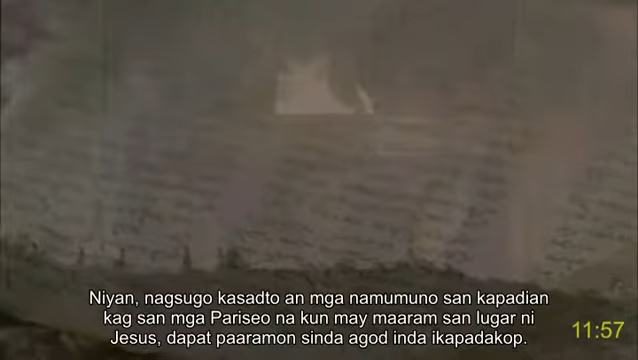 Niyan, nagsugo kasadto an mga namumuno san kapadian
kag san mga Pariseo na kun may maaram san lugar ni
Jesus, dapat paaramon sinda agod inda ikapadakop.
11:57